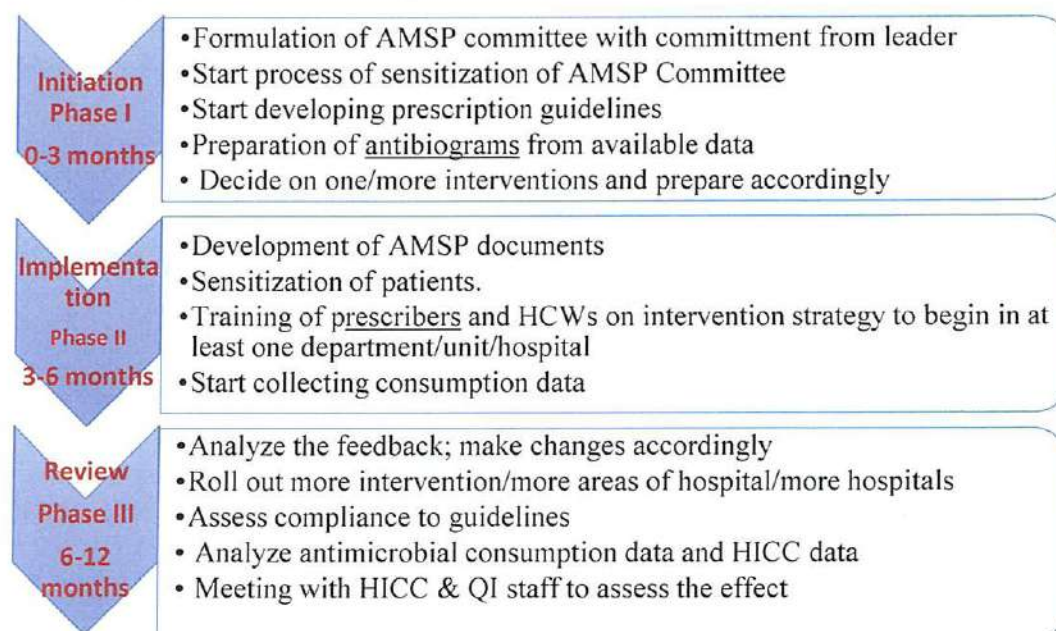 Initiation
Phase I
0-3 months
•Formulation of AMSP committee with committment from leader
•Start process of sensitization of AMSP Committee
•Start developing prescription guidelines
•Preparation of antibiograms from available data
• Decide on one/more interventions and prepare accordingly
Implementa
tion
Phase II
3-6 months
•Development of AMSP documents
•Sensitization of patients.
•Training of prescribers and HCWs on intervention strategy to begin in at
least one department/unit/hospital
•Start collecting consumption data
Review
Phase III
6-12
months
•Analyze the feedback; make changes accordingly
•Roll out more intervention/more areas of hospital/more hospitals
•Assess compliance to guidelines
• Analyze antimicrobial consumption data and HICC data
• Meeting with HICC & QI staff to assess the effect